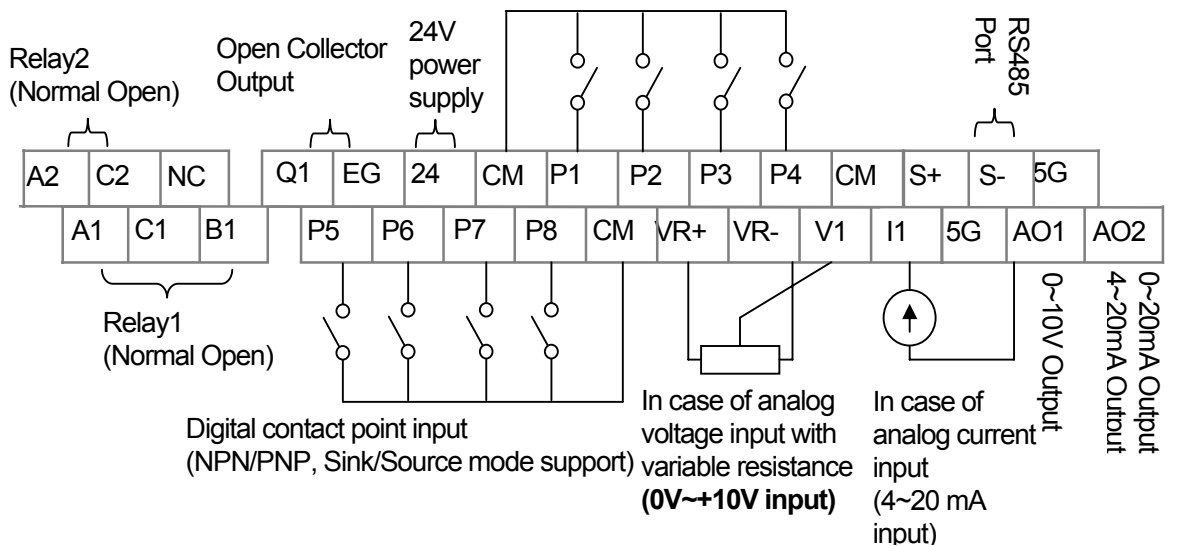 Relay2
(Normal Open)
Open Collector
Output
24V
power
supply
RS485
Port
A2 C2 NC Q1 EG 24 CM P1 P2 P3 P4 CM S+ S- 5G
A1 C1 B1 P5 P6 P7 P8 CM VR+ VR- V1 I1 5G AO1 AO2
Relay1
(Normal Open)
Digital contact point input
(NPN/PNP, Sink/Source mode support)
In case of analog
voltage input with
variable resistance
(0V~+10V input)
In case of
analog current
input
(4~20 mA
input)
0~10V Output
0~20mA Output
4~20mA Output